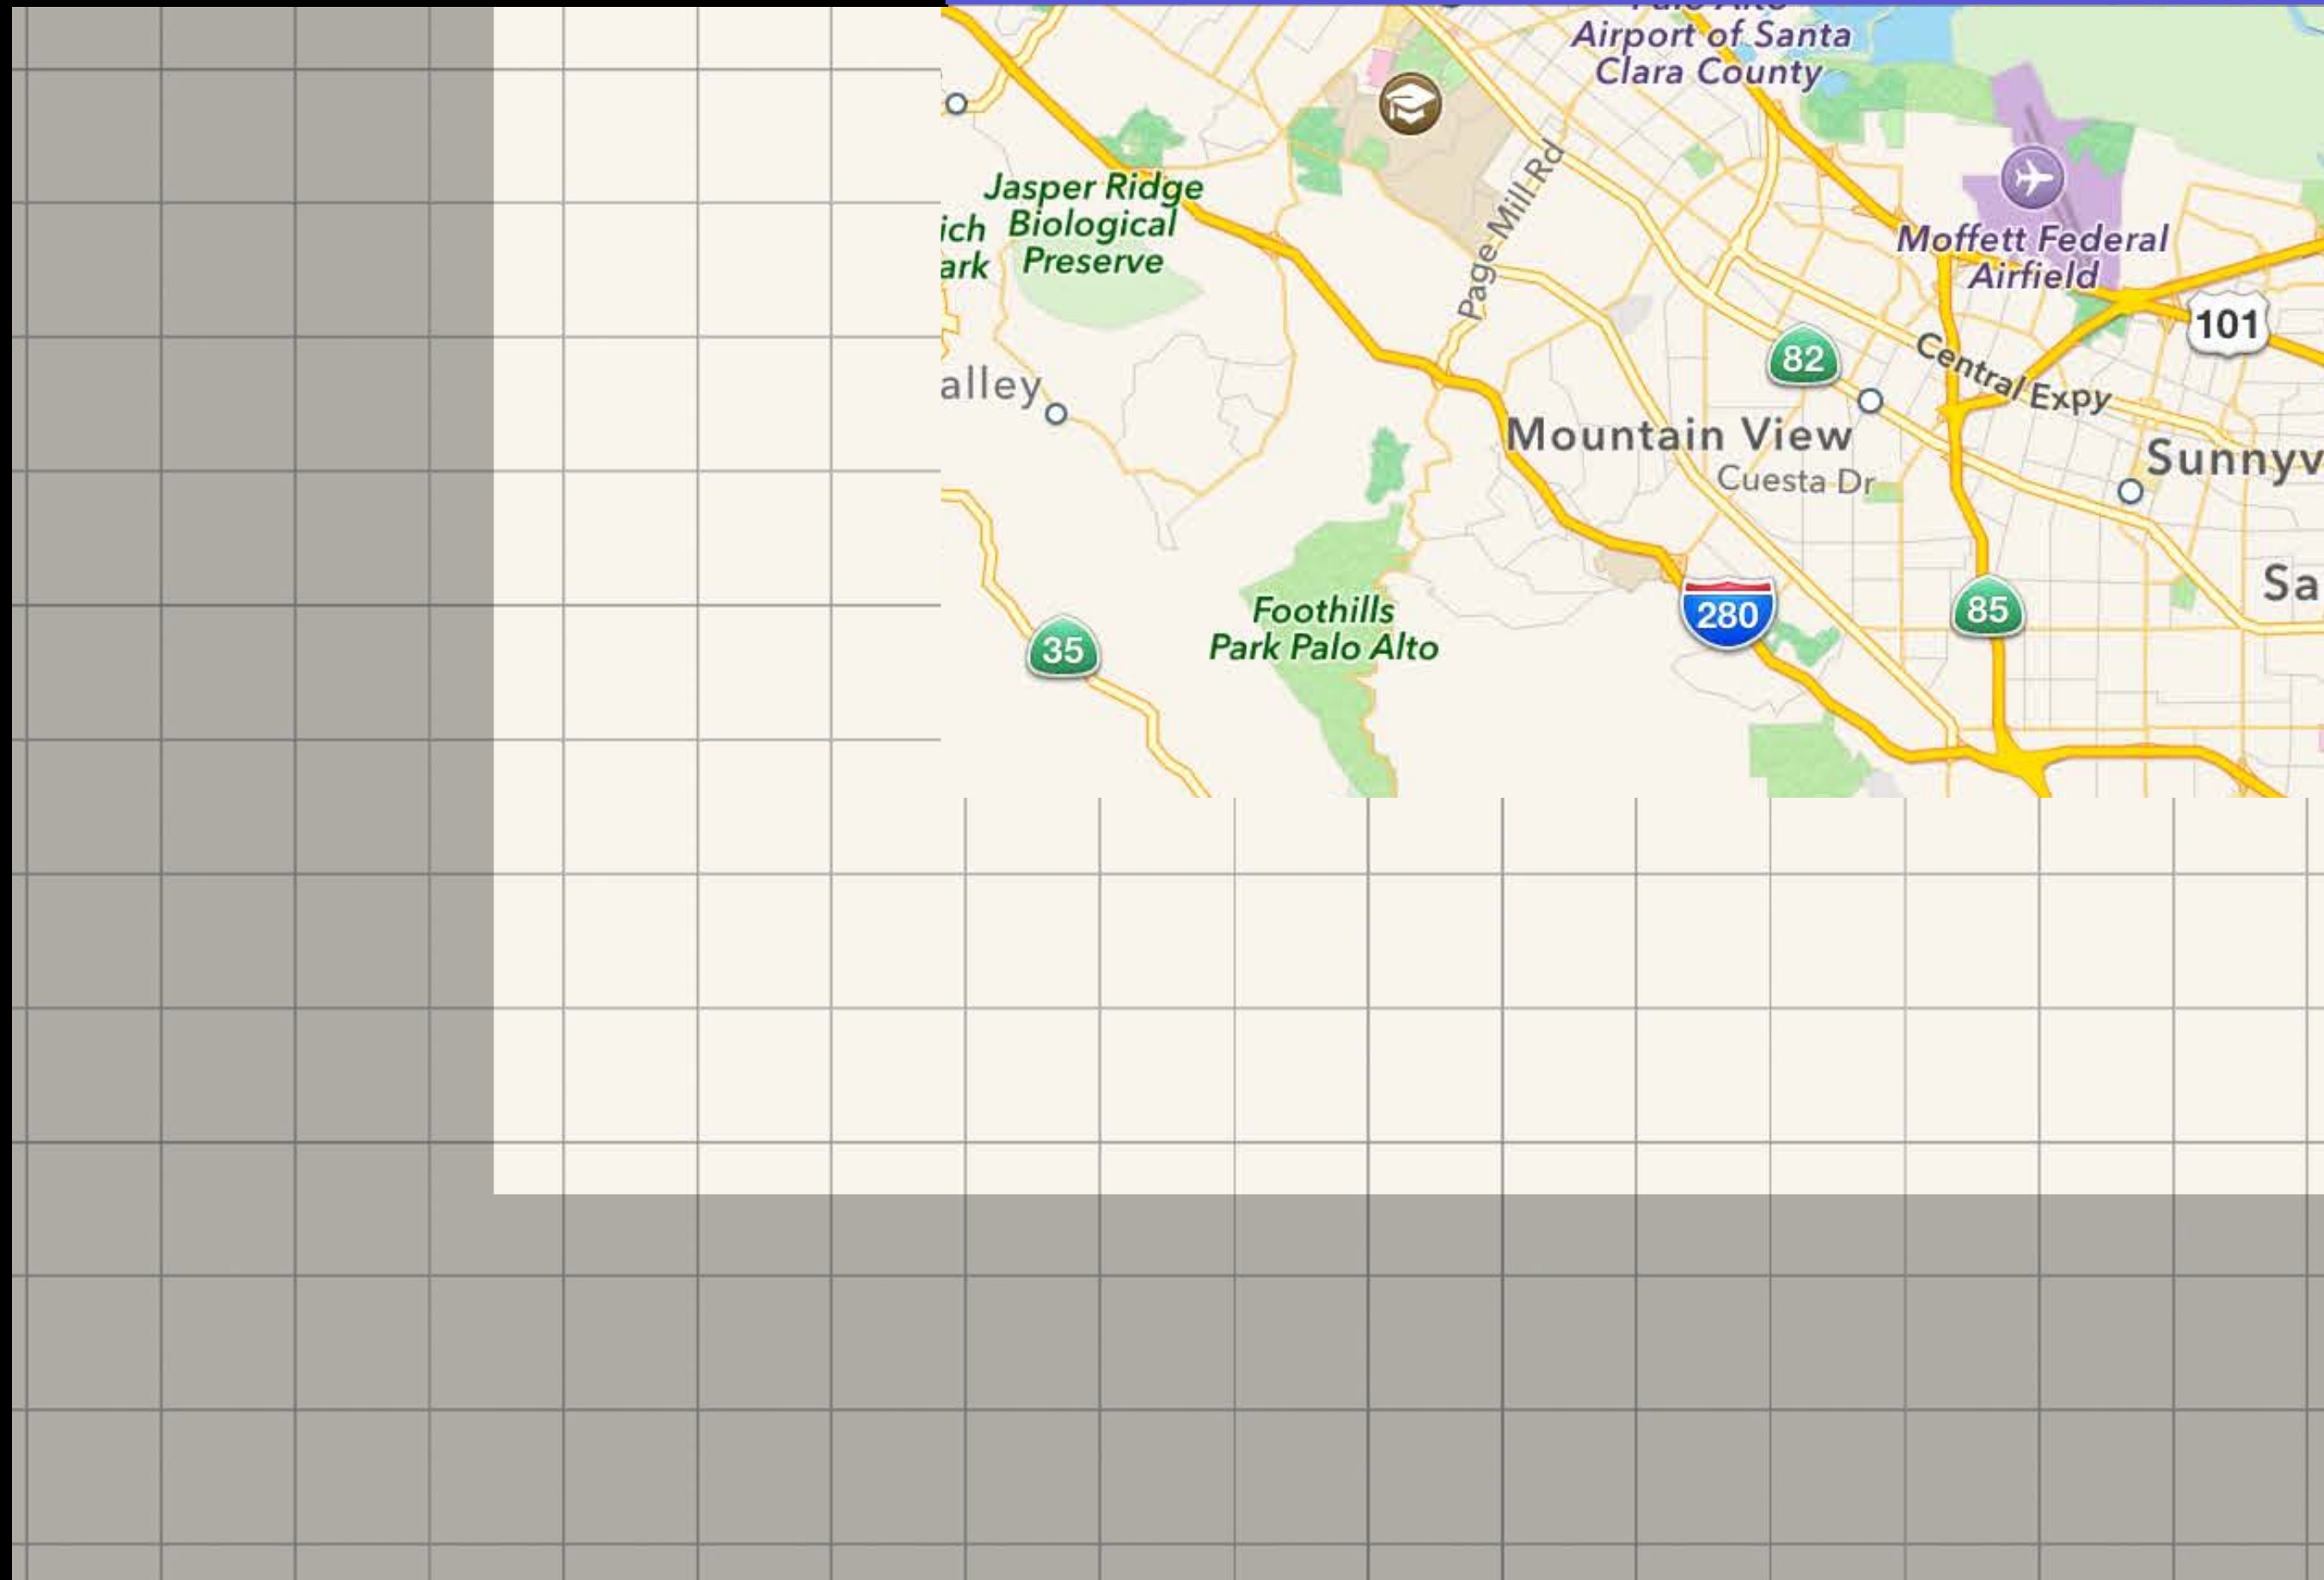 Airport of Santa
Clara County
Jasper Ridge
Biological
Preserve
ich
ark
Page Mill Rd
Moffett Federal
Airfield
101
82
Central Expy
alley
Mountain View
Cuesta Dr
Sunnyv
Sa
Foothills
Park Palo Alto
280
85
35